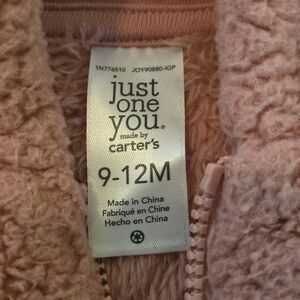 1N776510 JOY90880-IGP
just
one
you®
made by
carter's
9-12M
Made in China
Fabriqué en Chine
Hecho en China